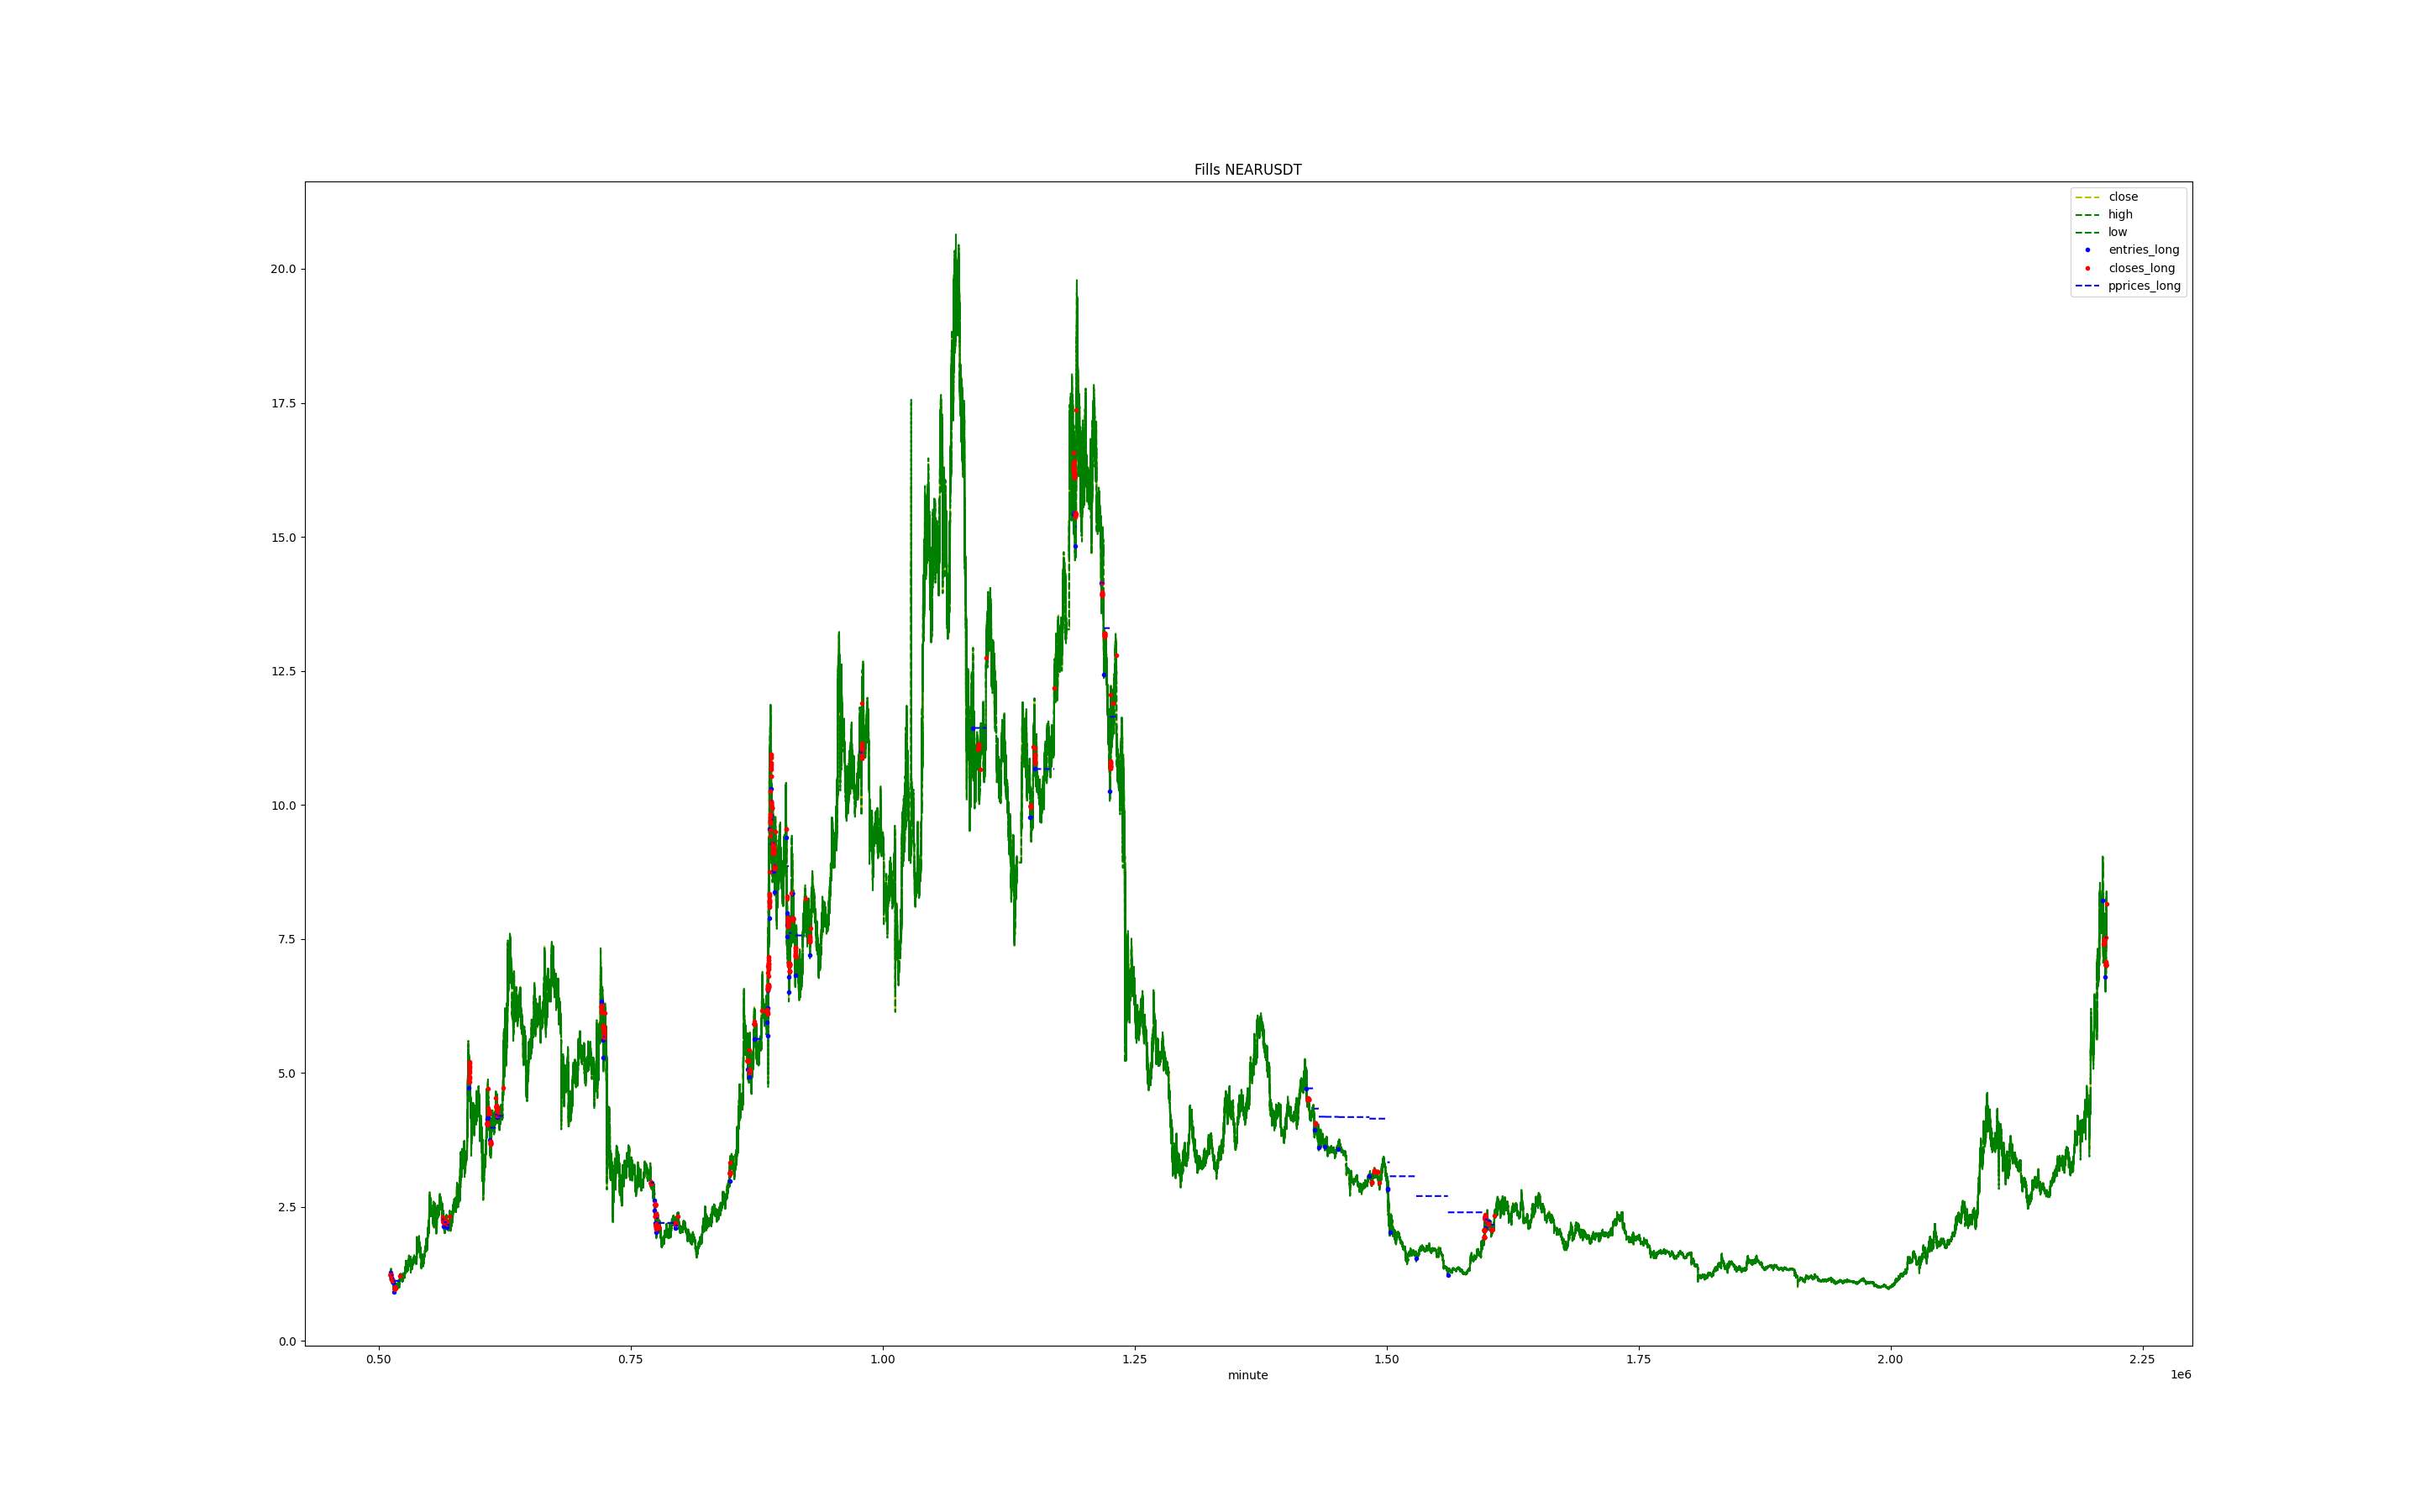 Fills NEARUSDT
close
high
low
entries_long
closes_long
pprices_long
20.0
17.5
15.0
12.5
10.0
7.5
5.0
2.5
0.0
0.50 0.75 1.00 1.25 1.50 1.75 2.00 2.25
minute
1e6